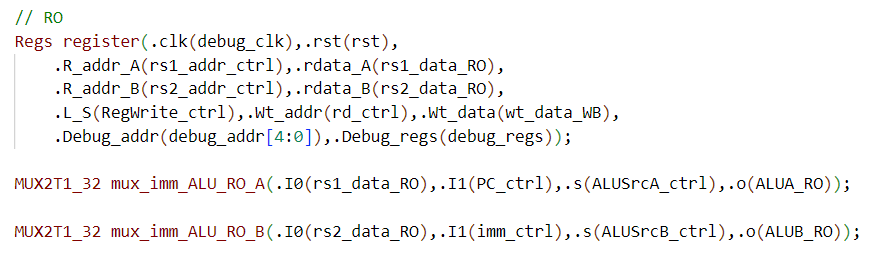 // RO
Regs register(.clk(debug_clk),.rst(rst),
.R_addr_A(rs1_addr_ctrl),.rdata_A(rs1_data_RO),
.R_addr_B(rs2_addr_ctrl),.rdata_B(rs2_data_RO),
.L_S(RegWrite_ctrl),.Wt_addr(rd_ctrl),.Wt_data(wt_data_WB),
.Debug_addr(debug_addr[4:0]),.Debug_regs(debug_regs));
MUX2T1_32 mux_imm_ALU_RO_A(.I0(rs1_data_RO),.I1(PC_ctrl),.s(ALUSrcA_ctrl),.o(ALUA_RO));
MUX2T1_32 mux_imm_ALU_RO_B(.I0(rs2_data_RO),.I1(imm_ctrl),.s(ALUSrcB_ctrl),.o(ALUB_RO));